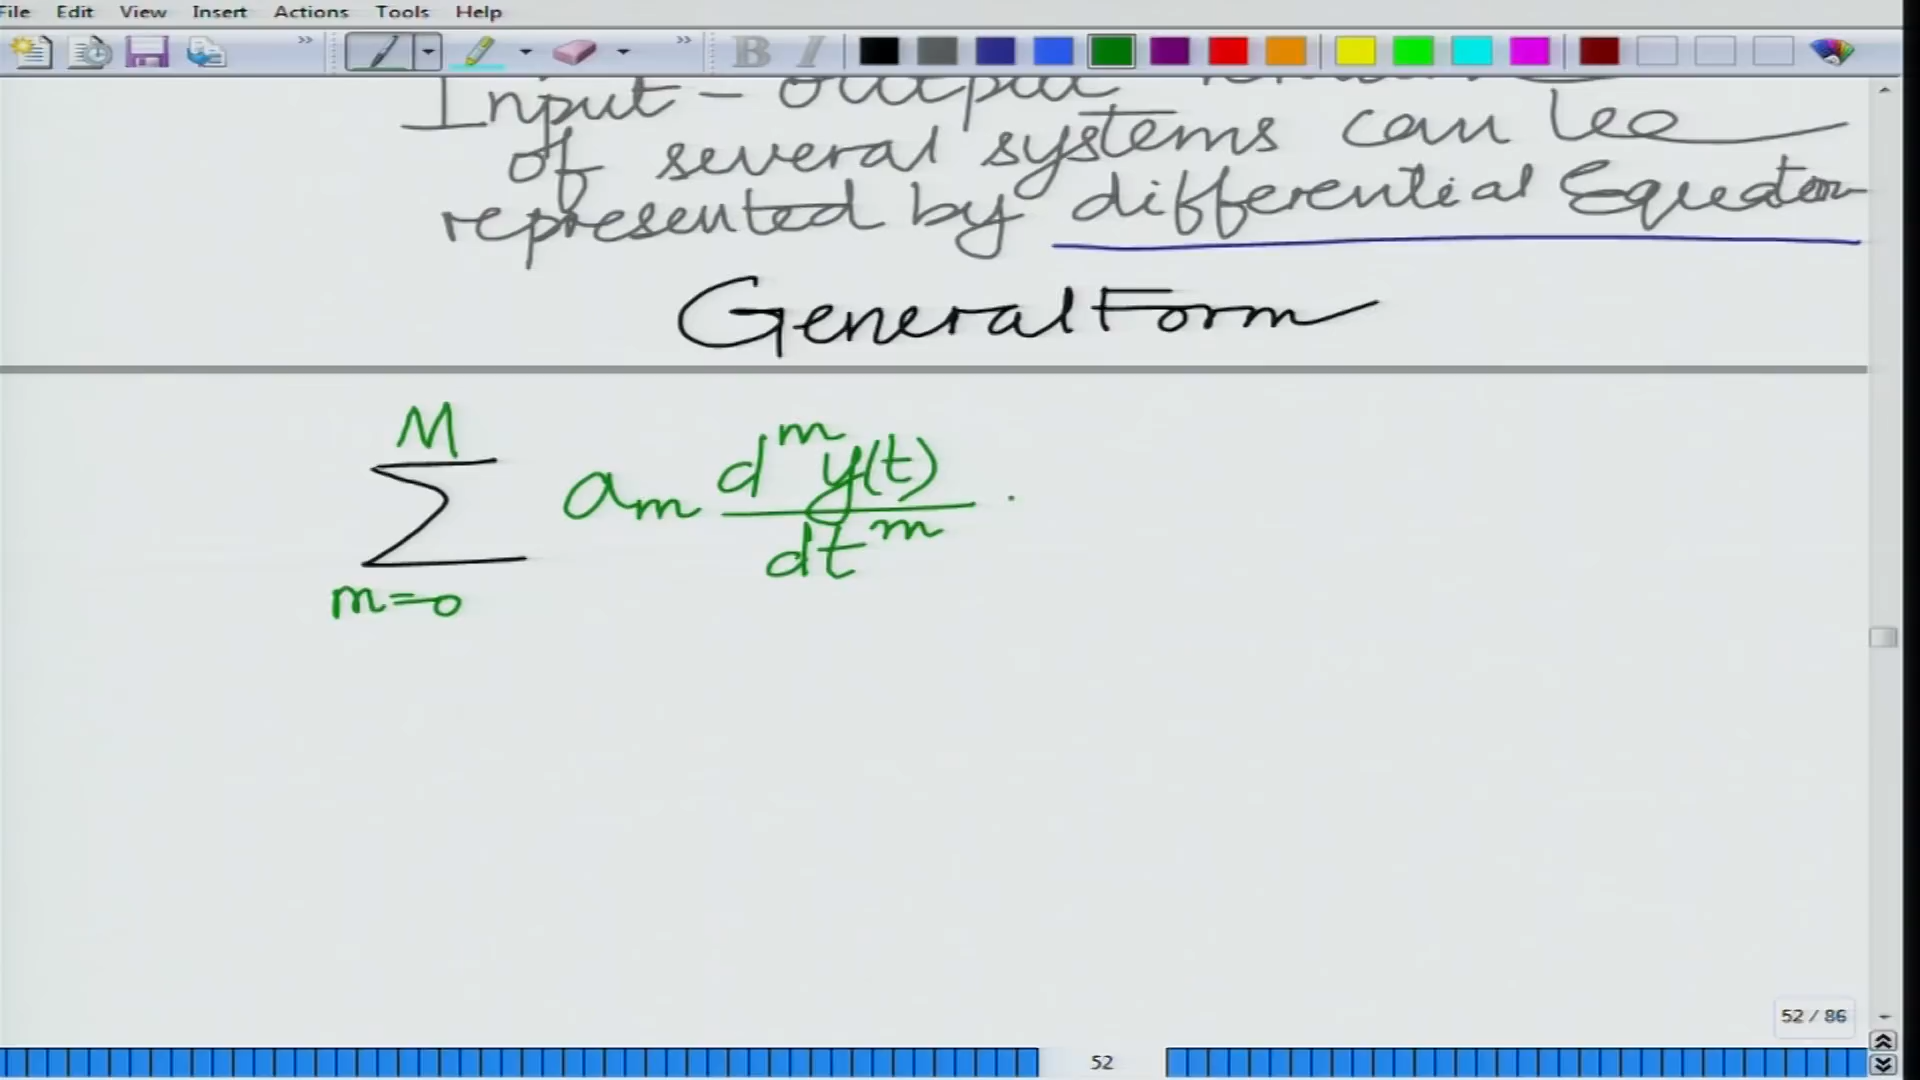 File Edit View Insert Actions Tools Help
B I
Input - output
of several systems can be
represented by differential Equation
General Form
M
∑ a_m d^m y(t) / dt^m .
m=0
52 / 86
52